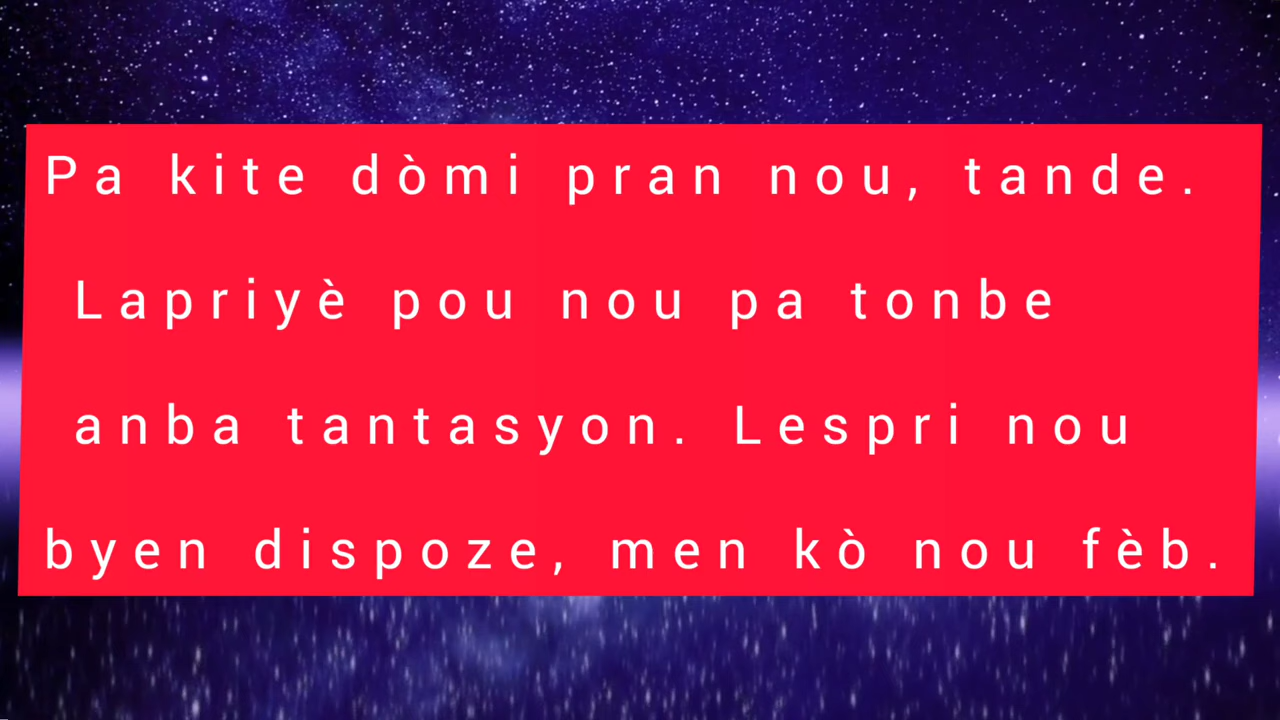 Pa kite dòmi pran nou, tande.
Lapriyè pou nou pa tonbe
anba tantasyon. Lespri nou
byen dispoze, men kò nou fèb.